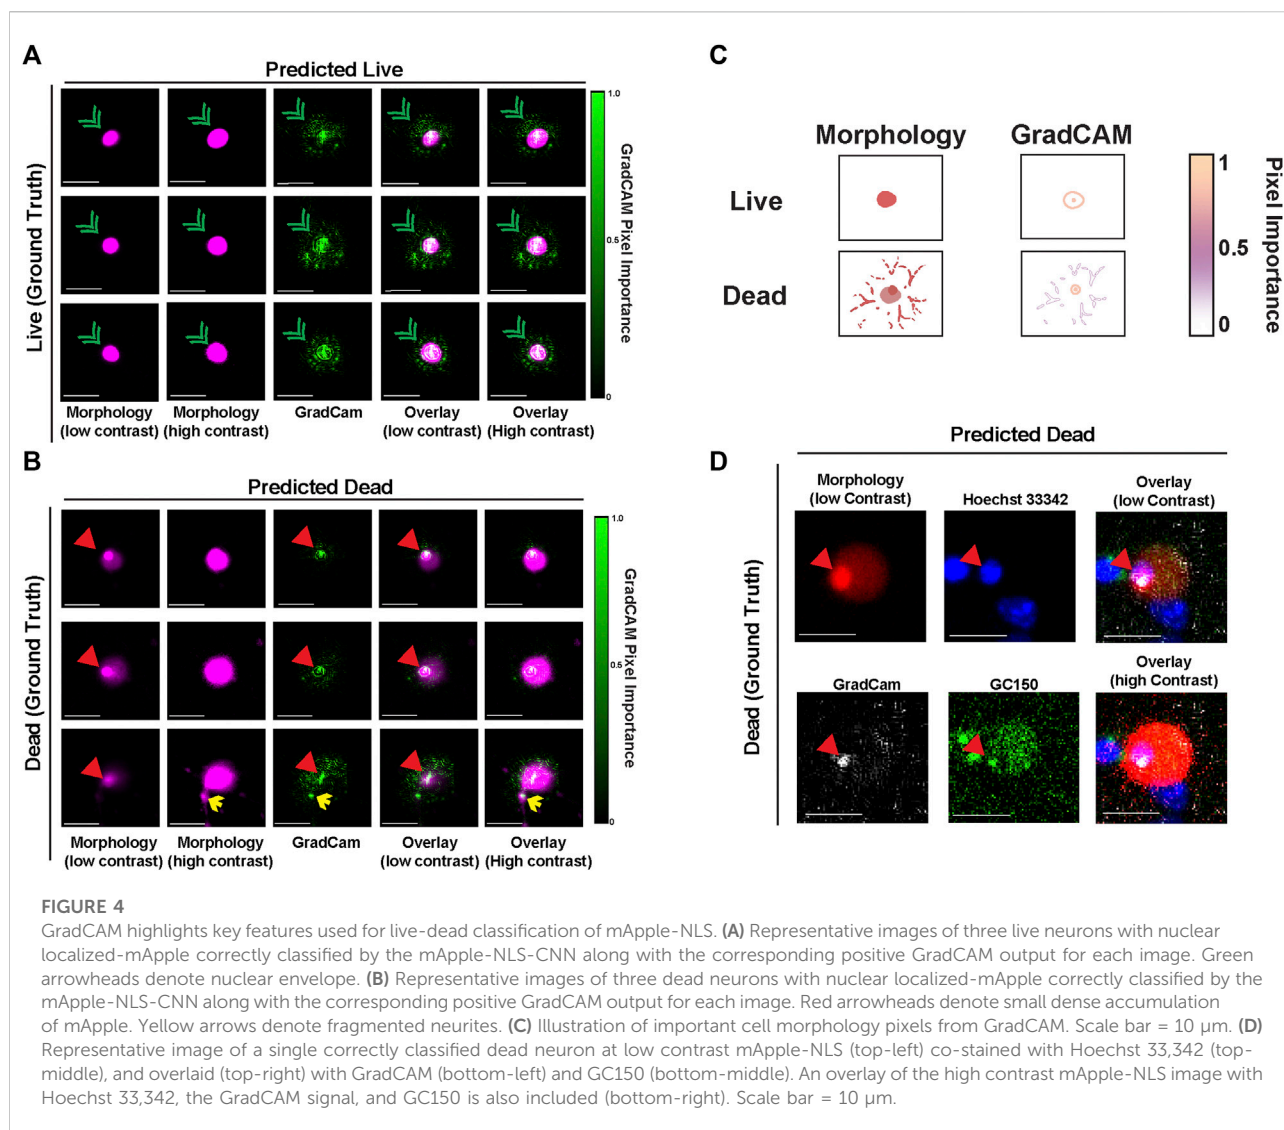 A
Predicted Live
Live (Ground Truth)
1.0
0.5
0
GradCAM Pixel Importance
Morphology
(low contrast)
Morphology
(high contrast)
GradCam
Overlay
(low contrast)
Overlay
(High contrast)
B
Predicted Dead
Dead (Ground Truth)
1.0
0.5
0
GradCAM Pixel Importance
Morphology
(low contrast)
Morphology
(high contrast)
GradCam
Overlay
(low contrast)
Overlay
(High contrast)
C
Morphology
GradCAM
Live
Dead
1
0.5
0
Pixel Importance
D
Predicted Dead
Dead (Ground Truth)
Morphology
(low Contrast)
Hoechst 33342
Overlay
(low Contrast)
GradCam
GC150
Overlay
(high Contrast)
FIGURE 4
GradCAM highlights key features used for live-dead classification of mApple-NLS. (A) Representative images of three live neurons with nuclear
localized-mApple correctly classified by the mApple-NLS-CNN along with the corresponding positive GradCAM output for each image. Green
arrowheads denote nuclear envelope. (B) Representative images of three dead neurons with nuclear localized-mApple correctly classified by the
mApple-NLS-CNN along with the corresponding positive GradCAM output for each image. Red arrowheads denote small dense accumulation
of mApple. Yellow arrows denote fragmented neurites. (C) Illustration of important cell morphology pixels from GradCAM. Scale bar = 10 μm. (D)
Representative image of a single correctly classified dead neuron at low contrast mApple-NLS (top-left) co-stained with Hoechst 33,342 (top-
middle), and overlaid (top-right) with GradCAM (bottom-left) and GC150 (bottom-middle). An overlay of the high contrast mApple-NLS image with
Hoechst 33,342, the GradCAM signal, and GC150 is also included (bottom-right). Scale bar = 10 μm.